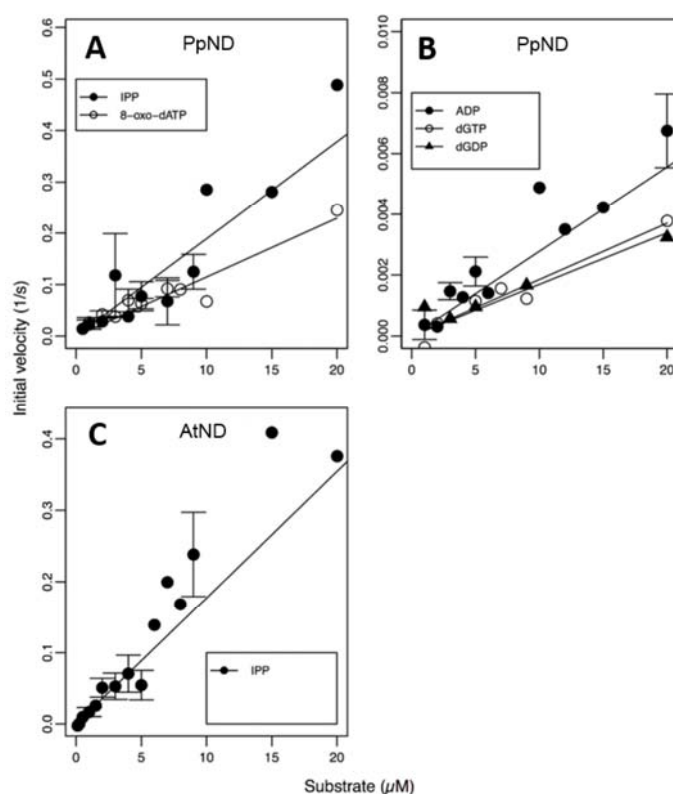 A PpND
IPP
8-oxo-dATP
0.0 0.1 0.2 0.3 0.4 0.5 0.6
0 5 10 15 20
B PpND
ADP
dGTP
dGDP
0.000 0.002 0.004 0.006 0.008 0.010
0 5 10 15 20
Initial velocity (1/s)
C AtND
IPP
0.0 0.1 0.2 0.3 0.4
0 5 10 15 20
Substrate (μM)